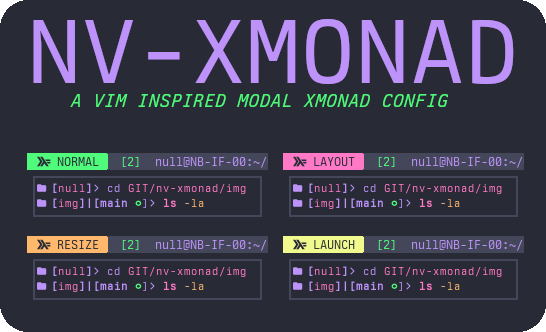 NV-XMONAD
A VIM INSPIRED MODAL XMONAD CONFIG
NORMAL [2] null@NB-IF-00:~/
[null]> cd GIT/nv-xmonad/img
[img]|[main o]> ls -la
LAYOUT [2] null@NB-IF-00:~/
[null]> cd GIT/nv-xmonad/img
[img]|[main o]> ls -la
RESIZE [2] null@NB-IF-00:~/
[null]> cd GIT/nv-xmonad/img
[img]|[main o]> ls -la
LAUNCH [2] null@NB-IF-00:~/
[null]> cd GIT/nv-xmonad/img
[img]|[main o]> ls -la